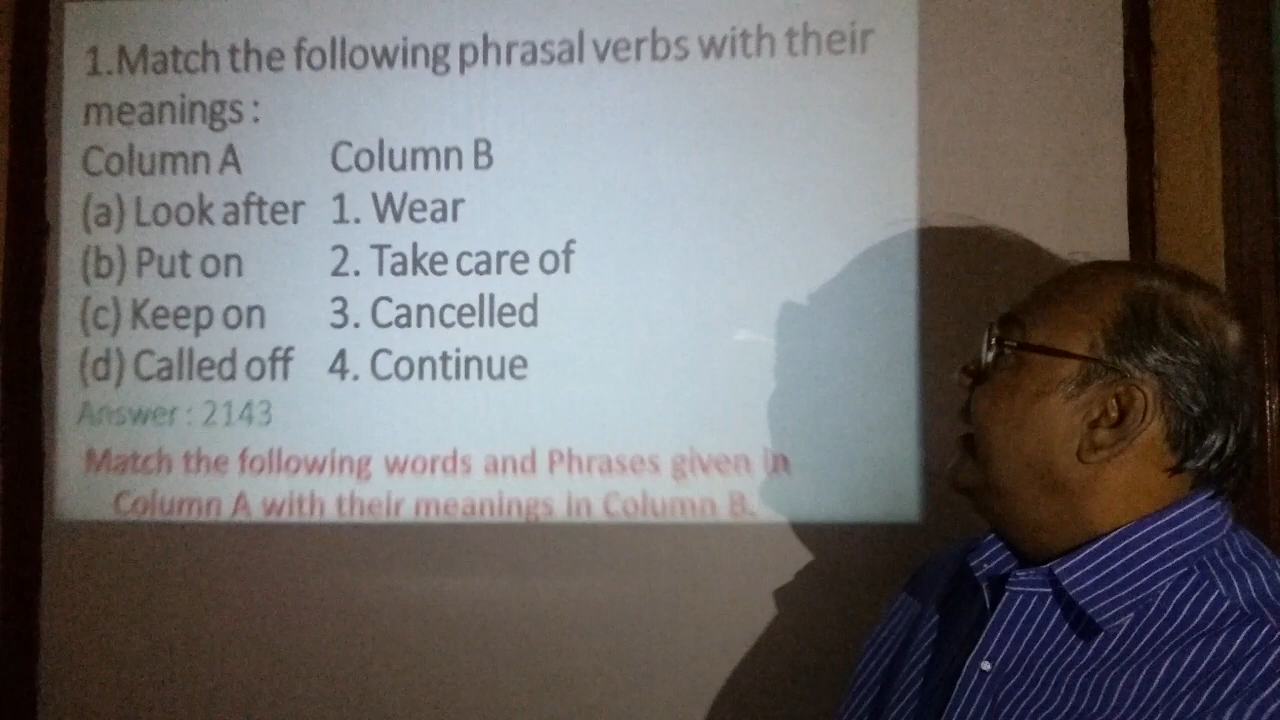 1.Match the following phrasal verbs with their
meanings :
Column A Column B
(a) Look after 1. Wear
(b) Put on 2. Take care of
(c) Keep on 3. Cancelled
(d) Called off 4. Continue
Answer : 2143
Match the following words and Phrases given in
Column A with their meanings in Column B.